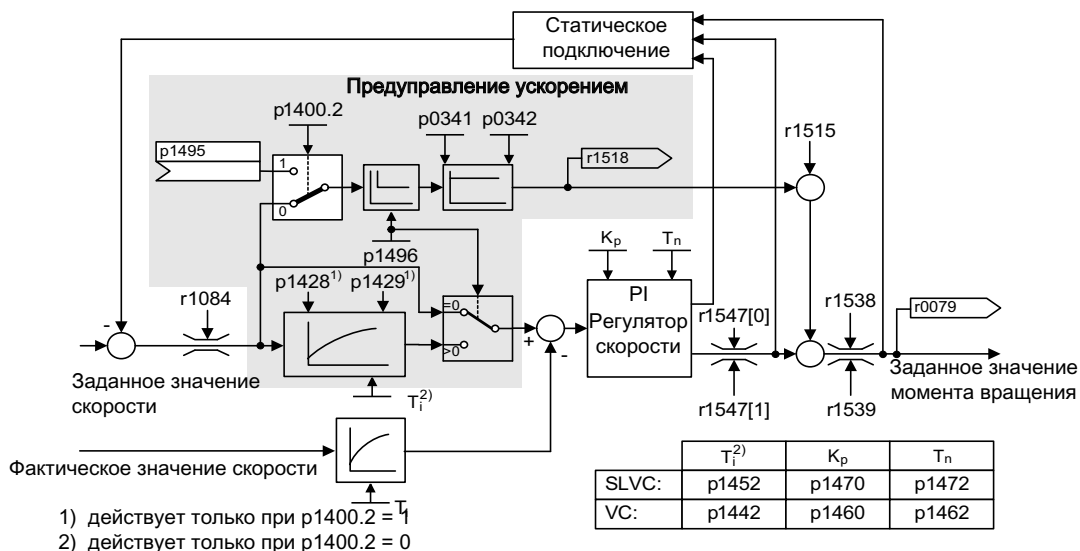 Статическое
подключение
Предуправление ускорением
p1400.2
p0341
p0342
r1515
p1495
1
0
r1518
p1496
Kp
Tn
p1428¹⁾
p1429¹⁾
r1084
=0
>0
PI
Регулятор
скорости
r1547[0]
r1538
r0079
-
+
-
Заданное значение
скорости
Ti²⁾
r1547[1]
r1539
Заданное значение
момента вращения
Фактическое значение скорости
Ti²⁾ Kp Tn
SLVC: p1452 p1470 p1472
VC: p1442 p1460 p1462
1) действует только при p1400.2 = 1
2) действует только при p1400.2 = 0